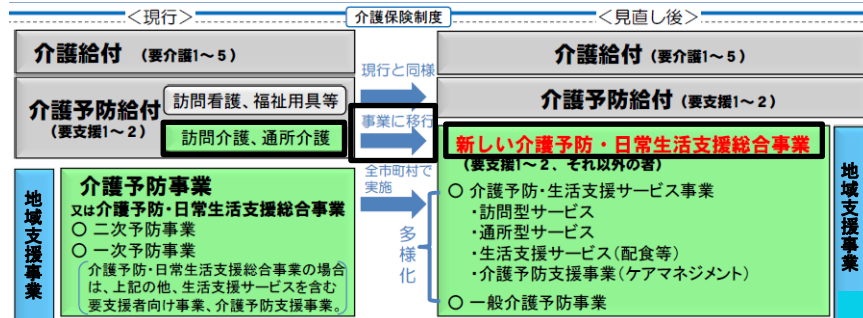 ＜現行＞
介護保険制度
＜見直し後＞
介護給付（要介護1～5）
現行と同様
介護給付（要介護1～5）
介護予防給付
（要支援1～2）
訪問看護、福祉用具等
訪問介護、通所介護
事業に移行
介護予防給付（要支援1～2）
新しい介護予防・日常生活支援総合事業
（要支援1～2、それ以外の者）
地域支援事業
介護予防事業
又は介護予防・日常生活支援総合事業
○ 二次予防事業
○ 一次予防事業
介護予防・日常生活支援総合事業の場合
は、上記の他、生活支援サービスを含む
要支援者向け事業、介護予防支援事業。
全市町村で
実施
多様化
○ 介護予防・生活支援サービス事業
・訪問型サービス
・通所型サービス
・生活支援サービス（配食等）
・介護予防支援事業（ケアマネジメント）
○ 一般介護予防事業
地域支援事業